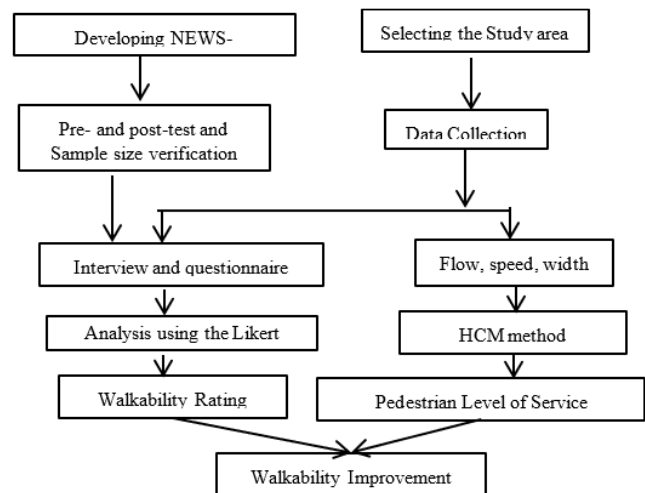 Developing NEWS-
Selecting the Study area
Pre- and post-test and
Sample size verification
Data Collection
Interview and questionnaire
Flow, speed, width
Analysis using the Likert
HCM method
Walkability Rating
Pedestrian Level of Service
Walkability Improvement